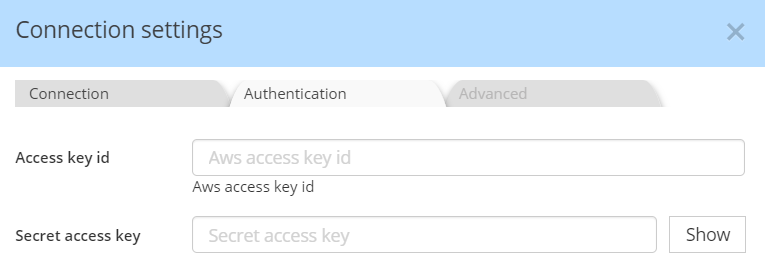 Connection settings
Connection Authentication Advanced
Access key id Aws access key id
Aws access key id
Secret access key Secret access key Show